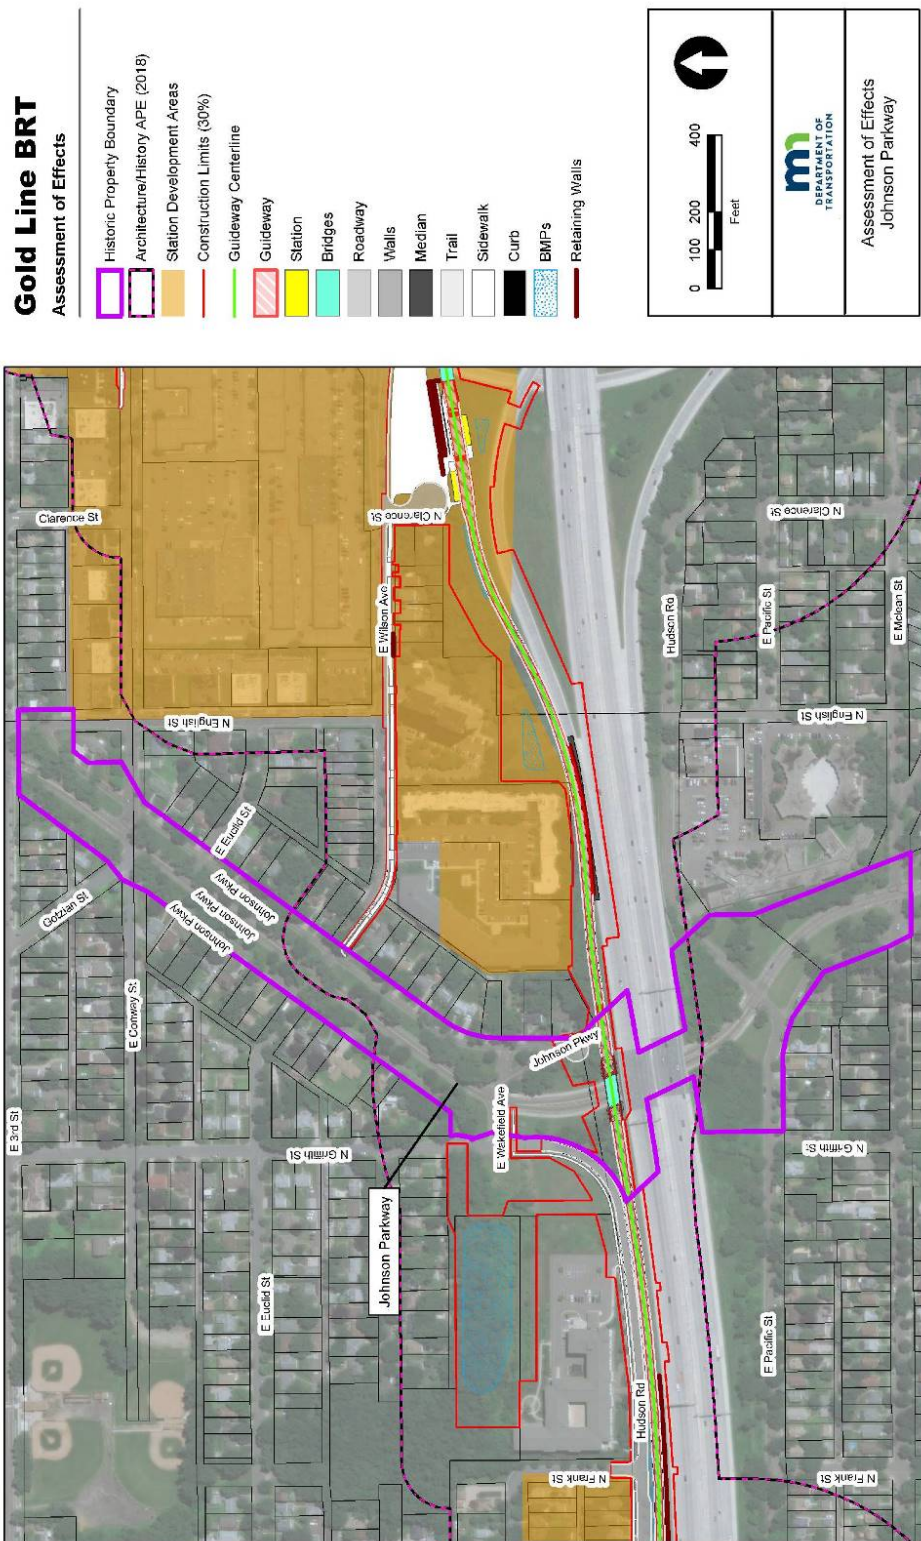 Gold Line BRT
Assessment of Effects
Historic Property Boundary
Architecture/History APE (2018)
Station Development Areas
Construction Limits (30%)
Guideway Centerline
Guideway
Station
Bridges
Roadway
Walls
Median
Trail
Sidewalk
Curb
BMPs
Retaining Walls
0 100 200 400
Feet
mn
DEPARTMENT OF
TRANSPORTATION
Assessment of Effects
Johnson Parkway
E 3rd St
Gotzian St
Clarence St
E Conway St
Johnson Pkwy
Johnson Pkwy
Johnson Pkwy
E Euclid St
N English St
N Griffith St
E Euclid St
Johnson Parkway
E Wilson Ave
N Clarence St
E Wakefield Ave
Johnson Pkwy
N Frank St
Hudson Rd
Hudson Rd
E Pacific St
N Griffith St
N English St
E Pacific St
N Clarence St
N Frank St
E Mclean St